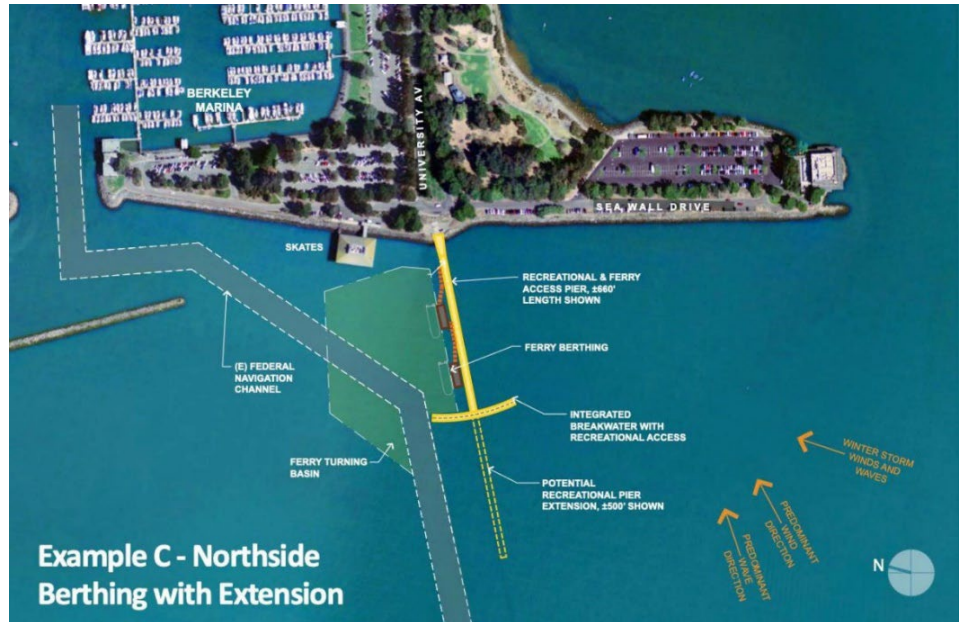 BERKELEY
MARINA
UNIVERSITY AV
SEA WALL DRIVE
SKATES
RECREATIONAL & FERRY
ACCESS PIER, ±660'
LENGTH SHOWN
FERRY BERTHING
(E) FEDERAL
NAVIGATION
CHANNEL
INTEGRATED
BREAKWATER WITH
RECREATIONAL ACCESS
FERRY TURNING
BASIN
POTENTIAL
RECREATIONAL PIER
EXTENSION, ±500' SHOWN
WINTER STORM
WINDS AND
WAVES
PREDOMINANT
WIND
DIRECTION
PREDOMINANT
WAVE
DIRECTION
N
Example C - Northside
Berthing with Extension